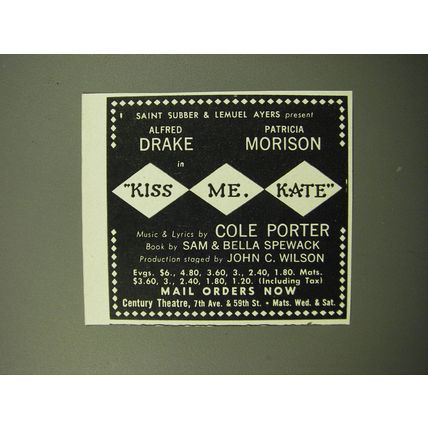 SAINT SUBBER & LEMUEL AYERS present
ALFRED DRAKE
PATRICIA MORISON
in
"KISS ME. KATE"
Music & Lyrics by COLE PORTER
Book by SAM & BELLA SPEWACK
Production staged by JOHN C. WILSON
Evgs. $6., 4.80, 3.60, 3., 2.40, 1.80. Mats.
$3.60, 3., 2.40, 1.80, 1.20. (Including Tax)
MAIL ORDERS NOW
Century Theatre, 7th Ave. & 59th St. • Mats. Wed. & Sat.